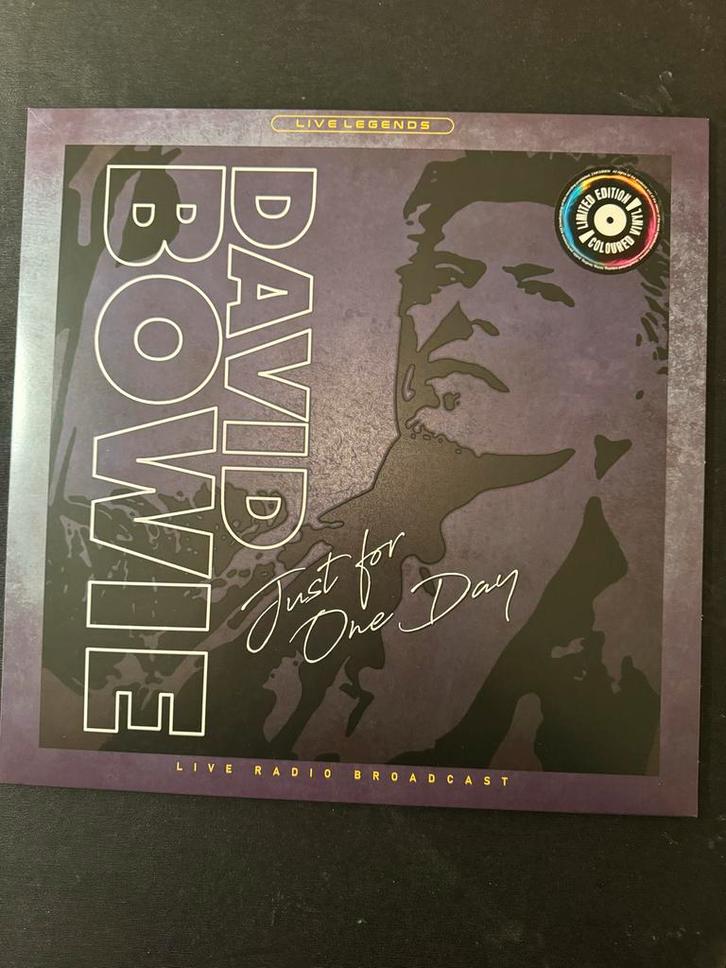 LIVE LEGENDS
DAVID
BOWIE
LIMITED EDITION
COLOURED VINYL
Just for
One Day
LIVE RADIO BROADCAST